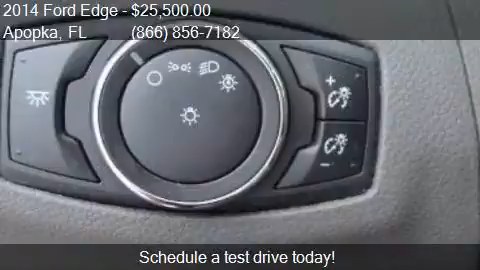 2014 Ford Edge - $25,500.00
Apopka, FL (866) 856-7182
+
-
Schedule a test drive today!